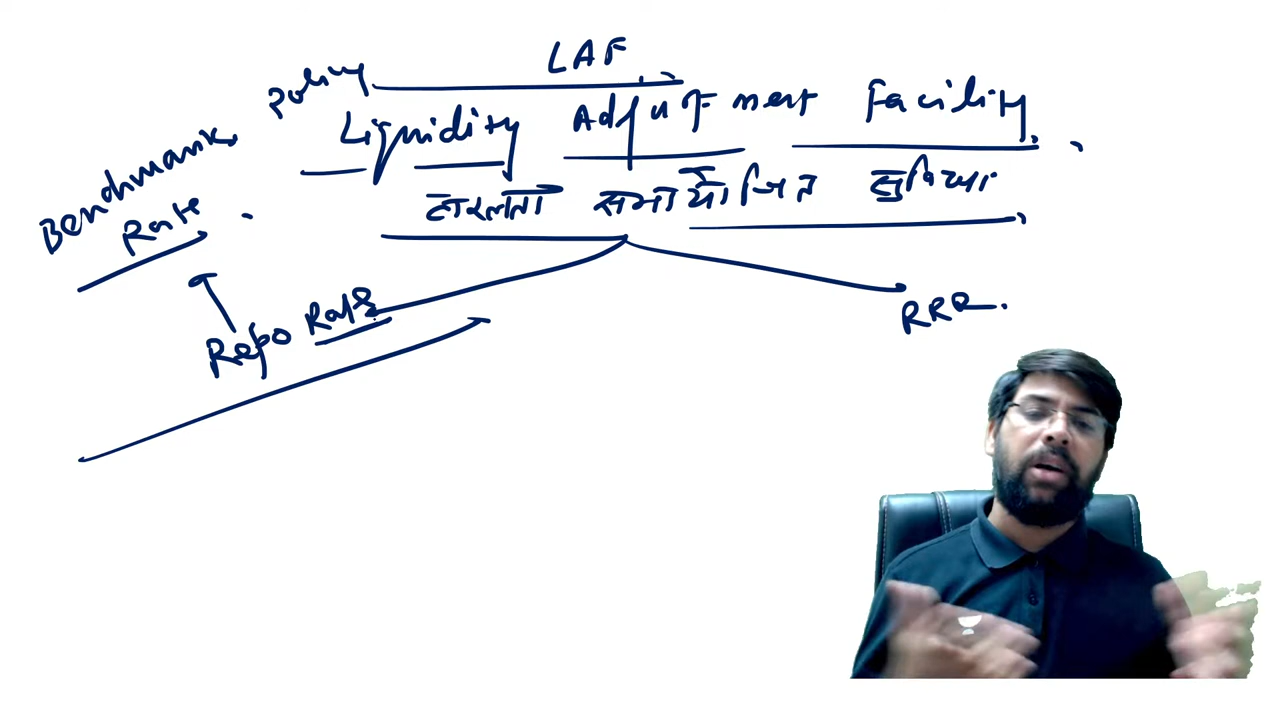 LAF
Policy
Liquidity Adjustment Facility
तरलता समायोजित सुविधा
Benchmark
Rate
Repo Rate
RRR